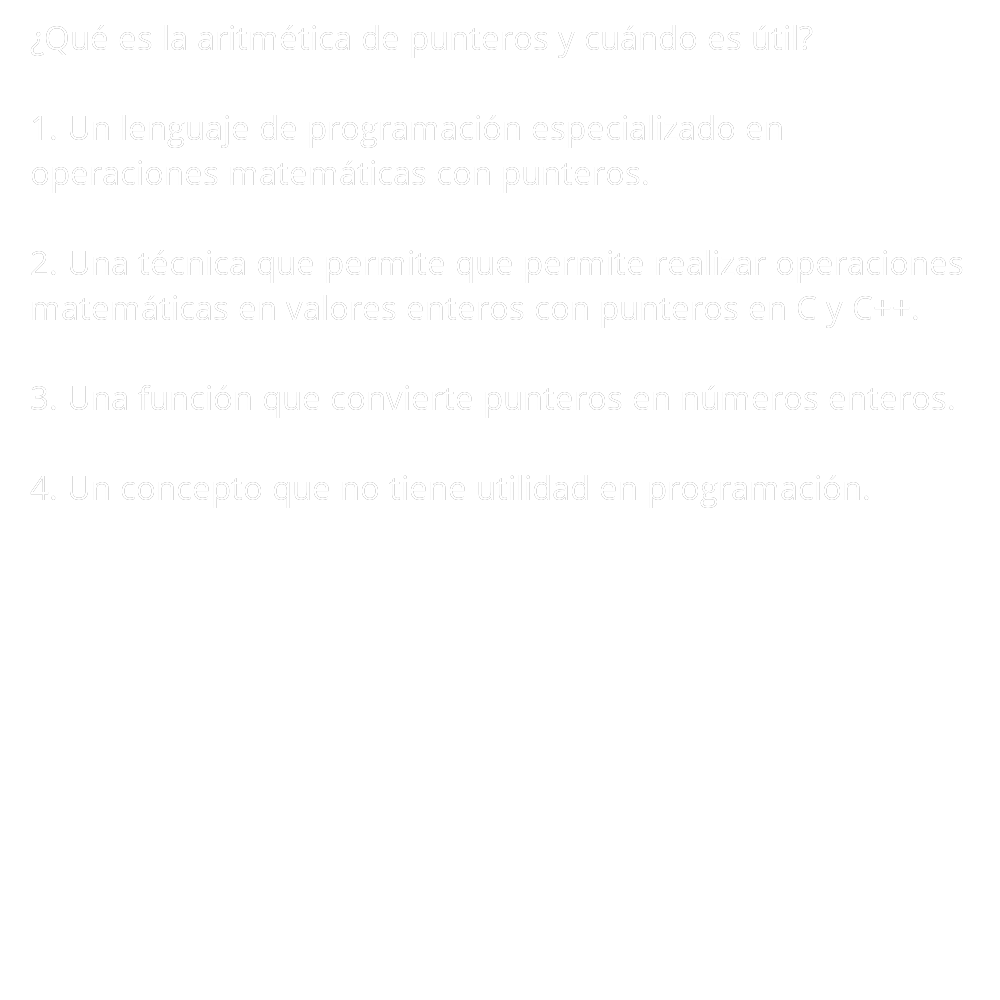 ¿Qué es la aritmética de punteros y cuándo es útil?
1. Un lenguaje de programación especializado en
operaciones matemáticas con punteros.
2. Una técnica que permite que permite realizar operaciones
matemáticas en valores enteros con punteros en C y C++.
3. Una función que convierte punteros en números enteros.
4. Un concepto que no tiene utilidad en programación.